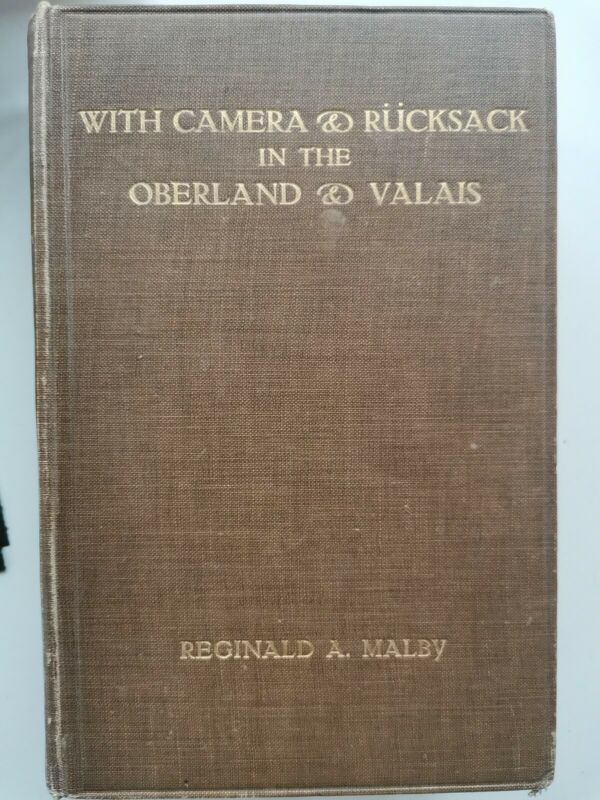 WITH CAMERA & RÜCKSACK
IN THE
OBERLAND & VALAIS
REGINALD A. MALBY